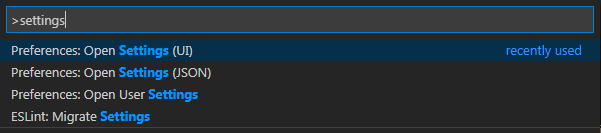 >settings
Preferences: Open Settings (UI) recently used
Preferences: Open Settings (JSON)
Preferences: Open User Settings
ESLint: Migrate Settings